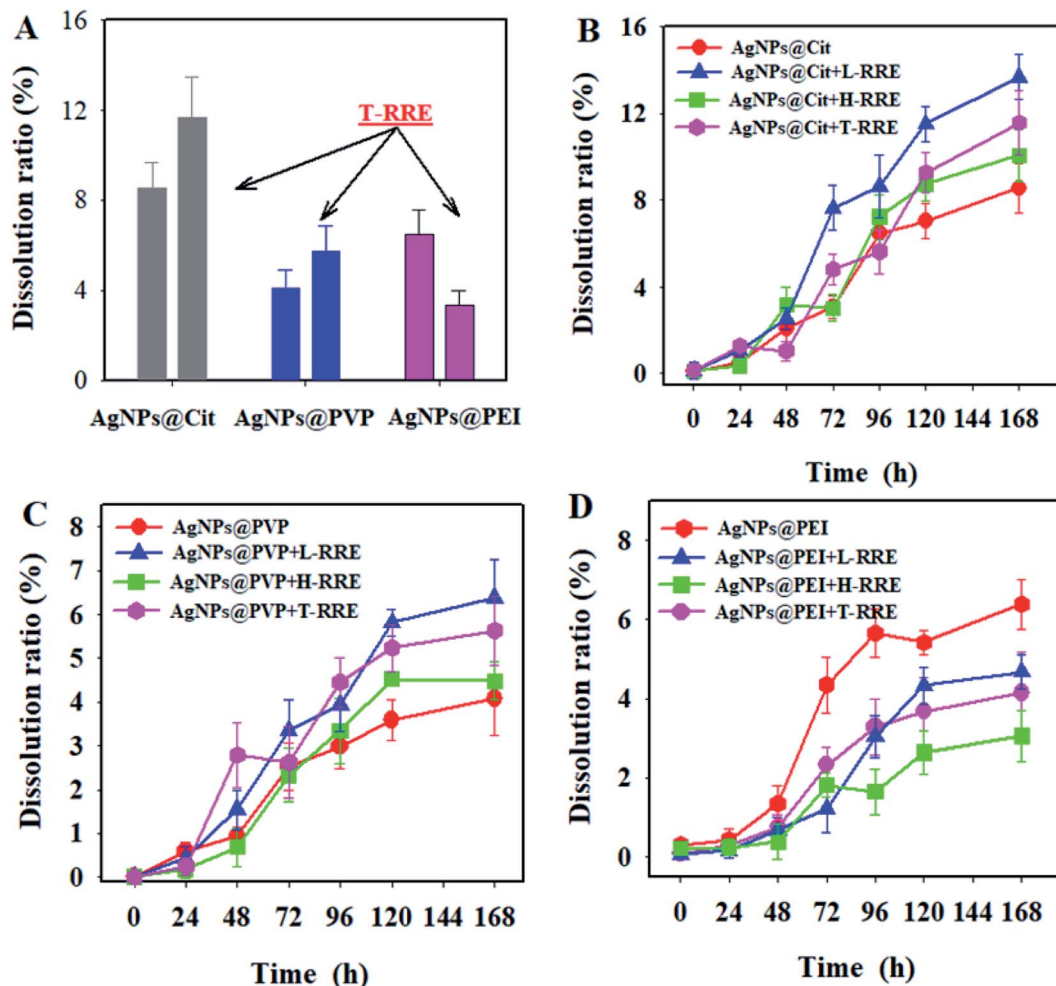 A
Dissolution ratio (%)
16
12
8
4
0
T-RRE
AgNPs@Cit AgNPs@PVP AgNPs@PEI
B
Dissolution ratio (%)
16
12
8
4
0
AgNPs@Cit
AgNPs@Cit+L-RRE
AgNPs@Cit+H-RRE
AgNPs@Cit+T-RRE
0 24 48 72 96 120 144 168
Time (h)
C
Dissolution ratio (%)
8
7
6
5
4
3
2
1
0
AgNPs@PVP
AgNPs@PVP+L-RRE
AgNPs@PVP+H-RRE
AgNPs@PVP+T-RRE
0 24 48 72 96 120 144 168
Time (h)
D
Dissolution ratio (%)
8
6
4
2
0
AgNPs@PEI
AgNPs@PEI+L-RRE
AgNPs@PEI+H-RRE
AgNPs@PEI+T-RRE
0 24 48 72 96 120 144 168
Time (h)